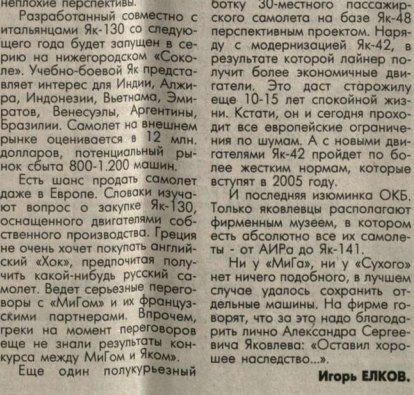 неплохие перспективы.
Разработанный совместно с
итальянцами Як-130 со следую-
щего года будет запущен в се-
рию на нижегородском «Соко-
ле». Учебно-боевой Як предста-
вляет интерес для Индии, Алжи-
ра, Индонезии, Вьетнама, Эми-
ратов, Венесуэлы, Аргентины,
Бразилии. Самолет на внешнем
рынке оценивается в 12 млн.
долларов, потенциальный ры-
нок сбыта 800-1.200 машин.
Есть шанс продать самолет
даже в Европе. Словаки изуча-
ют вопрос о закупке Як-130,
оснащенного двигателями соб-
ственного производства. Греция
не очень хочет покупать англий-
ский «Хок», предпочитая полу-
чить какой-нибудь русский са-
молет. Ведет серьезные перего-
воры с «МиГом» и их француз-
скими партнерами. Впрочем,
греки на момент переговоров
еще не знали результаты кон-
курса между МиГом и Яком».
Еще один полукурьезный
ботку 30-местного пассажир-
ского самолета на базе Як-48
перспективным проектом. Наря-
ду с модернизацией Як-42, в
результате которой лайнер по-
лучит более экономичные дви-
гатели. Это даст старожилу
еще 10-15 лет спокойной жиз-
ни. Кстати, он и сегодня прохо-
дит все европейские ограниче-
ния по шумам. А с новыми дви-
гателями Як-42 пройдет по бо-
лее жестким нормам, которые
вступят в 2005 году.
И последняя изюминка ОКБ.
Только яковлевцы располагают
фирменным музеем, в котором
есть абсолютно все их самоле-
ты - от АИРа до Як-141.
Ни у «МиГа», ни у «Сухого»
нет ничего подобного, в лучшем
случае удалось сохранить от-
дельные машины. На фирме го-
ворят, что за это надо благода-
рить лично Александра Сергее-
вича Яковлева: «Оставил хоро-
шее наследство...».
Игорь ЕЛКОВ.